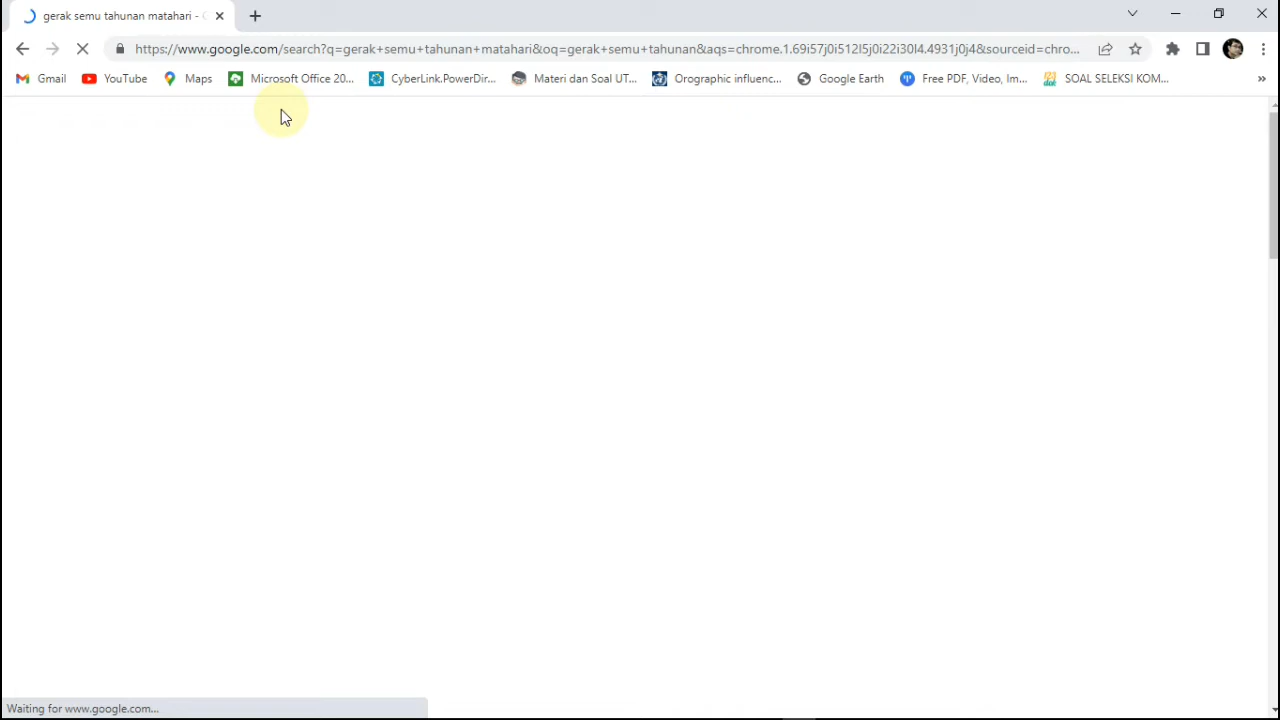 gerak semu tahunan matahari -
https://www.google.com/search?q=gerak+semu+tahunan+matahari&oq=gerak+semu+tahunan&aqs=chrome.1.69i57j0i512l5j0i22i30l4.4931j0j4&sourceid=chro...
Gmail YouTube Maps Microsoft Office 20... CyberLink.PowerDir... Materi dan Soal UT... Orographic influenc... Google Earth Free PDF, Video, Im... SOAL SELEKSI KOM...
Waiting for www.google.com...